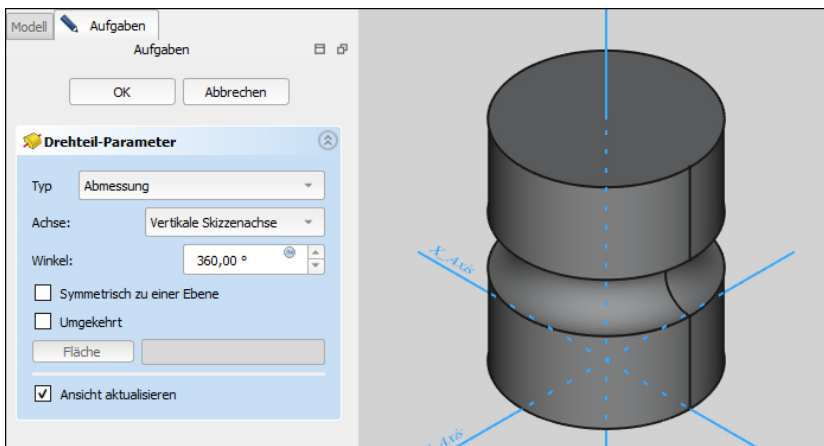 Modell
Aufgaben
Aufgaben
OK
Abbrechen
Drehteil-Parameter
Typ
Abmessung
Achse:
Vertikale Skizzenachse
Winkel:
360,00 °
Symmetrisch zu einer Ebene
Umgekehrt
Fläche
Ansicht aktualisieren
X_Axis